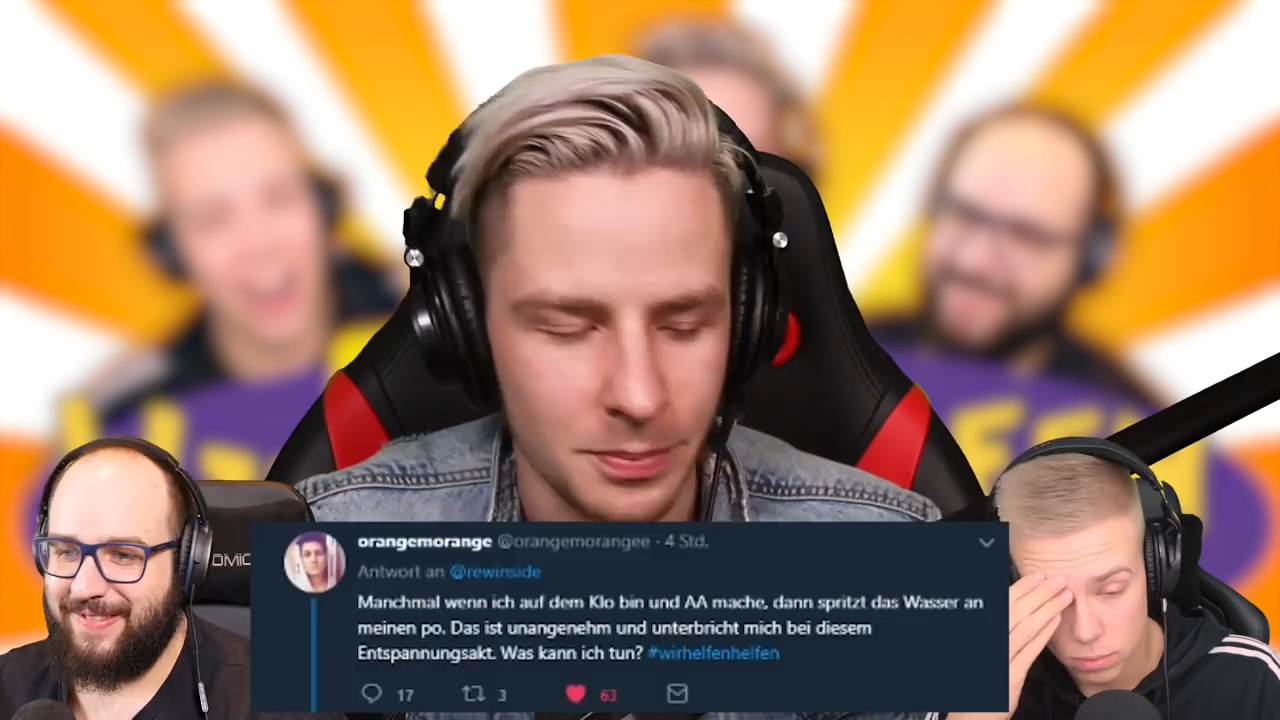 DMIC
orangemorange @orangemorangee · 4 Std.
Antwort an @rewinside
Manchmal wenn ich auf dem Klo bin und AA mache, dann spritzt das Wasser an
meinen po. Das ist unangenehm und unterbricht mich bei diesem
Entspannungsakt. Was kann ich tun? #wirhelfenhelfen
17 3 63